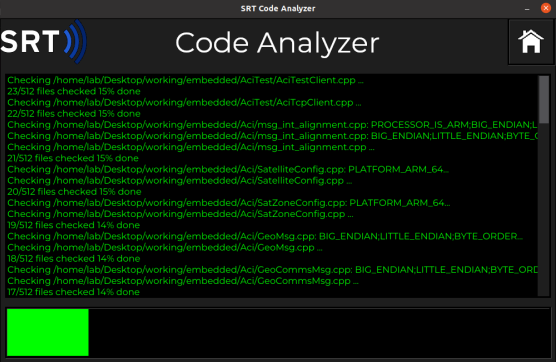 SRT Code Analyzer
SRT
Code Analyzer
Checking /home/lab/Desktop/working/embedded/AciTest/AciTestClient.cpp ...
23/512 files checked 15% done
Checking /home/lab/Desktop/working/embedded/AciTest/AciTcpClient.cpp ...
22/512 files checked 15% done
Checking /home/lab/Desktop/working/embedded/Aci/msg_int_alignment.cpp: PROCESSOR_IS_ARM;BIG_ENDIAN;L
Checking /home/lab/Desktop/working/embedded/Aci/msg_int_alignment.cpp: BIG_ENDIAN;LITTLE_ENDIAN;BYTE_O
Checking /home/lab/Desktop/working/embedded/Aci/msg_int_alignment.cpp ...
21/512 files checked 15% done
Checking /home/lab/Desktop/working/embedded/Aci/SatelliteConfig.cpp: PLATFORM_ARM_64...
Checking /home/lab/Desktop/working/embedded/Aci/SatelliteConfig.cpp ...
20/512 files checked 15% done
Checking /home/lab/Desktop/working/embedded/Aci/SatZoneConfig.cpp: PLATFORM_ARM_64...
Checking /home/lab/Desktop/working/embedded/Aci/SatZoneConfig.cpp ...
19/512 files checked 14% done
Checking /home/lab/Desktop/working/embedded/Aci/GeoMsg.cpp: BIG_ENDIAN;LITTLE_ENDIAN;BYTE_ORDER...
Checking /home/lab/Desktop/working/embedded/Aci/GeoMsg.cpp ...
18/512 files checked 14% done
Checking /home/lab/Desktop/working/embedded/Aci/GeoCommsMsg.cpp: BIG_ENDIAN;LITTLE_ENDIAN;BYTE_ORD
Checking /home/lab/Desktop/working/embedded/Aci/GeoCommsMsg.cpp ...
17/512 files checked 14% done